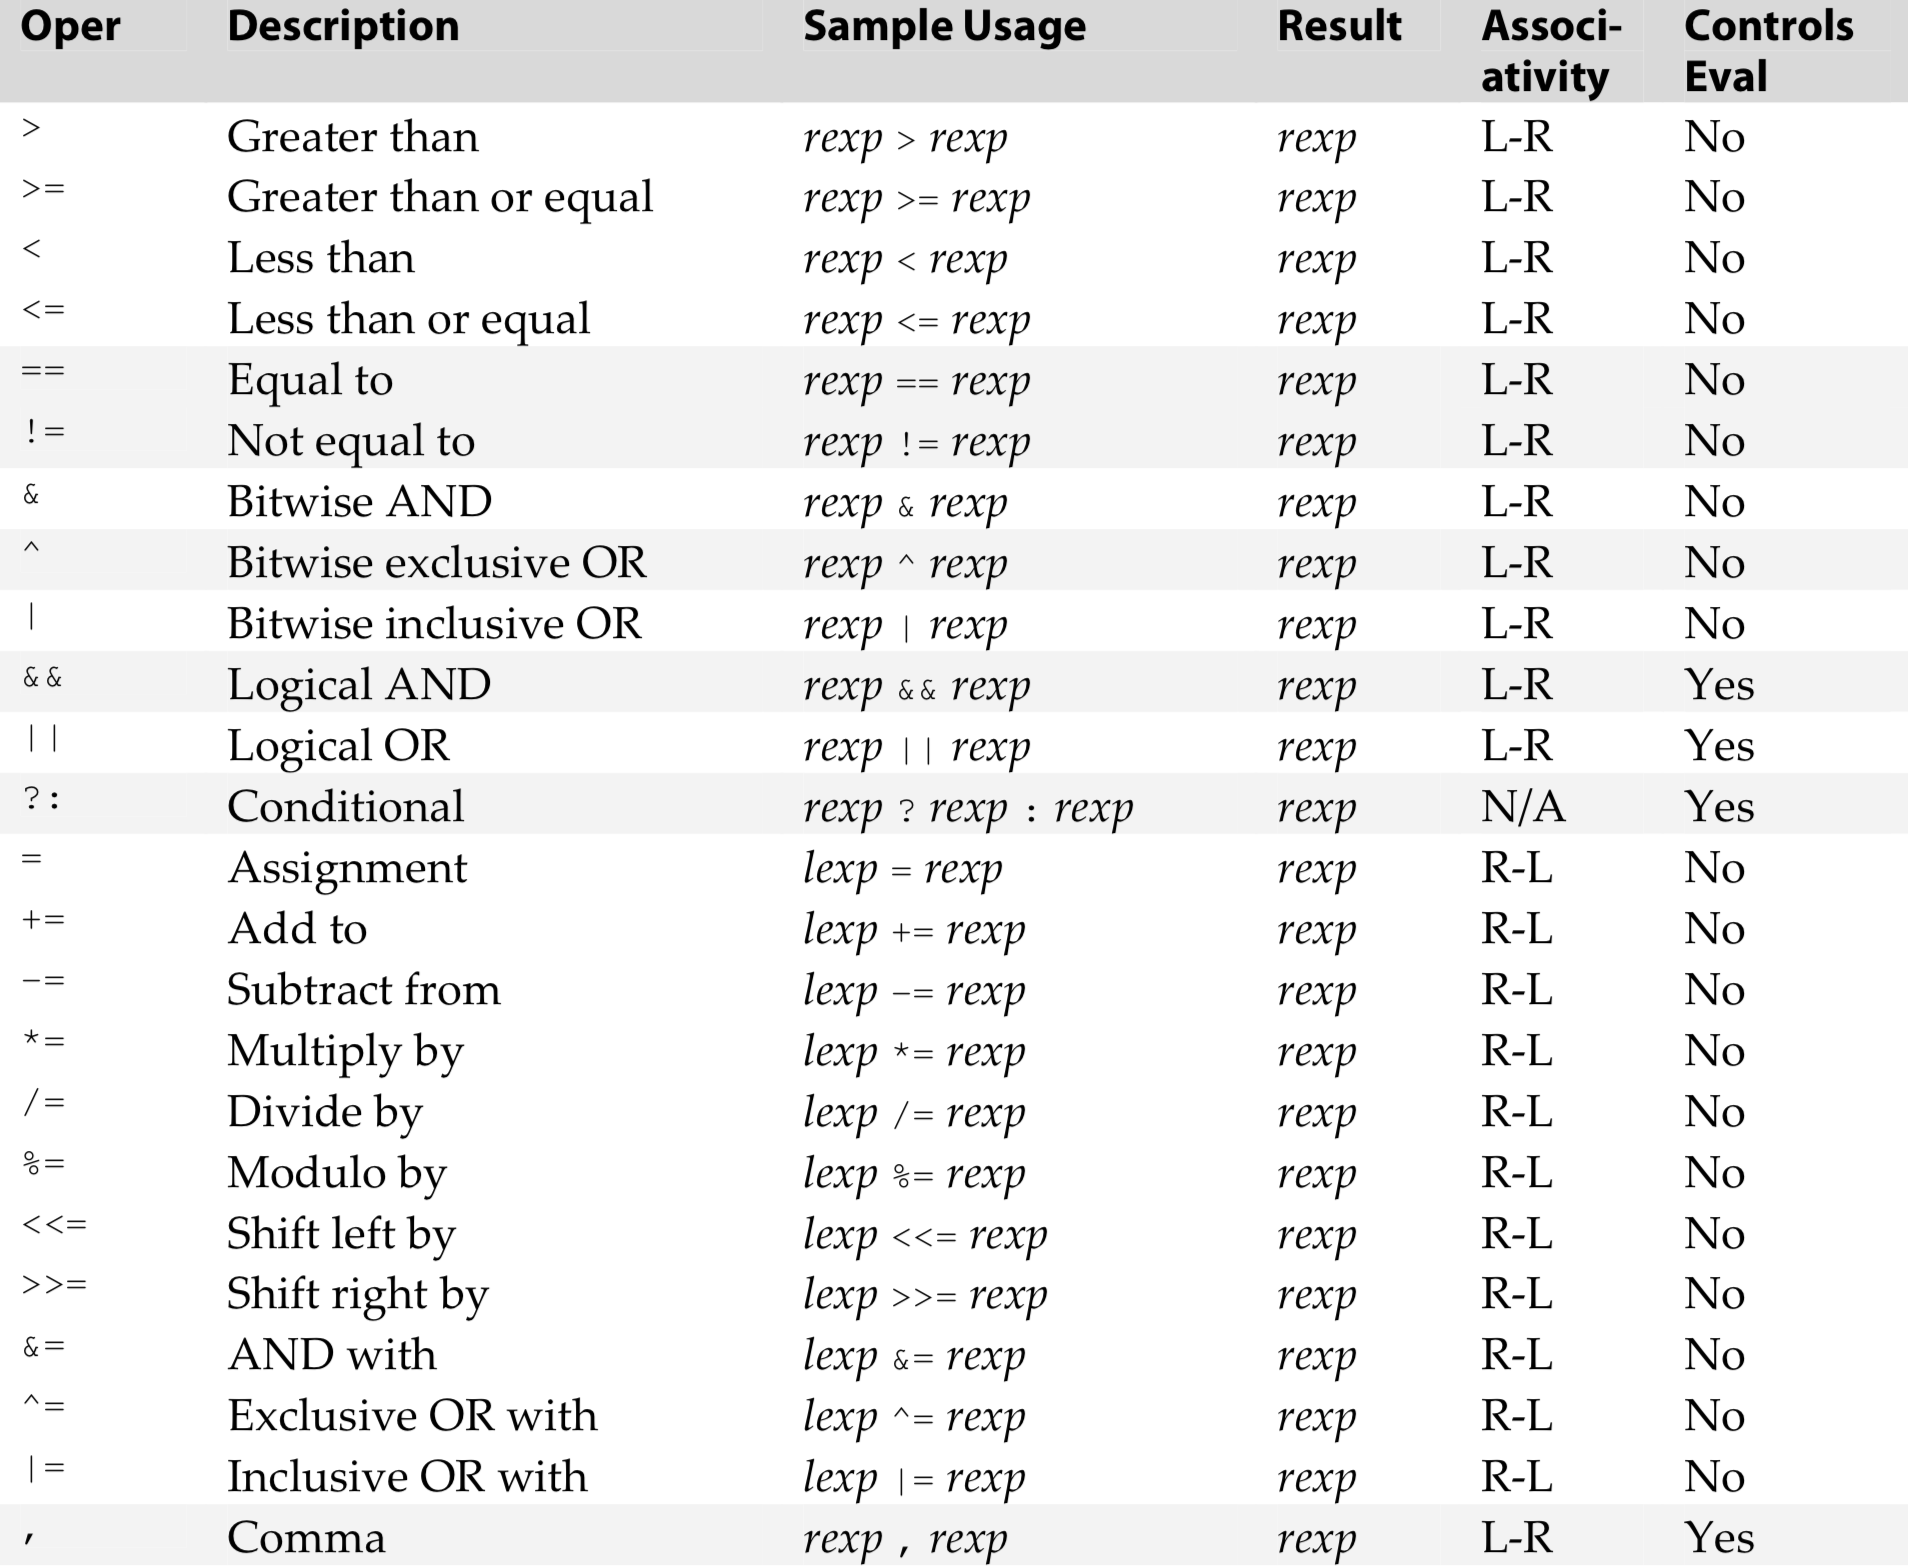 Oper Description Sample Usage Result Associ-ativity Controls Eval
> Greater than rexp > rexp rexp L-R No
>= Greater than or equal rexp >= rexp rexp L-R No
< Less than rexp < rexp rexp L-R No
<= Less than or equal rexp <= rexp rexp L-R No
== Equal to rexp == rexp rexp L-R No
!= Not equal to rexp != rexp rexp L-R No
& Bitwise AND rexp & rexp rexp L-R No
^ Bitwise exclusive OR rexp ^ rexp rexp L-R No
| Bitwise inclusive OR rexp | rexp rexp L-R No
&& Logical AND rexp && rexp rexp L-R Yes
|| Logical OR rexp || rexp rexp L-R Yes
?: Conditional rexp ? rexp : rexp rexp N/A Yes
= Assignment lexp = rexp rexp R-L No
+= Add to lexp += rexp rexp R-L No
−= Subtract from lexp −= rexp rexp R-L No
*= Multiply by lexp *= rexp rexp R-L No
/= Divide by lexp /= rexp rexp R-L No
%= Modulo by lexp %= rexp rexp R-L No
<<= Shift left by lexp <<= rexp rexp R-L No
>>= Shift right by lexp >>= rexp rexp R-L No
&= AND with lexp &= rexp rexp R-L No
^= Exclusive OR with lexp ^= rexp rexp R-L No
|= Inclusive OR with lexp |= rexp rexp R-L No
, Comma rexp , rexp rexp L-R Yes